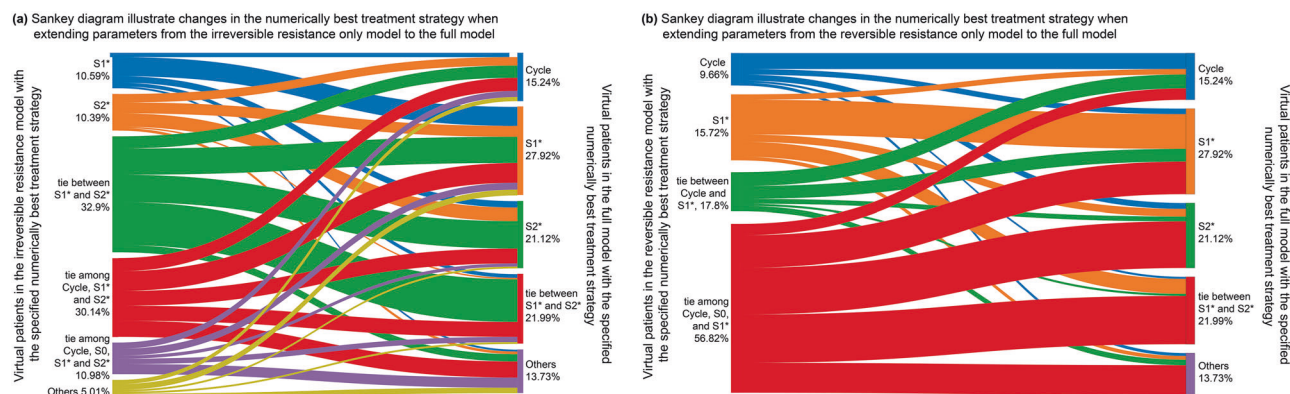 (a) Sankey diagram illustrate changes in the numerically best treatment strategy when
extending parameters from the irreversible resistance only model to the full model
Virtual patients in the irreversible resistance model with
the specified numerically best treatment strategy
S1*
10.59%
S2*
10.39%
tie between
S1* and S2*
32.9%
tie among
Cycle, S1*
and S2*
30.14%
tie among
Cycle, S0,
S1* and S2*
10.98%
Others 5.01%
Cycle
15.24%
S1*
27.92%
S2*
21.12%
tie between
S1* and S2*
21.99%
Others
13.73%
Virtual patients in the full model with the specified
numerically best treatment strategy
(b) Sankey diagram illustrate changes in the numerically best treatment strategy when
extending parameters from the reversible resistance only model to the full model
Virtual patients in the reversible resistance model with
the specified numerically best treatment strategy
Cycle
9.66%
S1*
15.72%
tie between
Cycle and
S1*, 17.8%
tie among
Cycle, S0,
and S1*
56.82%
Cycle
15.24%
S1*
27.92%
S2*
21.12%
tie between
S1* and S2*
21.99%
Others
13.73%
Virtual patients in the full model with the specified
numerically best treatment strategy